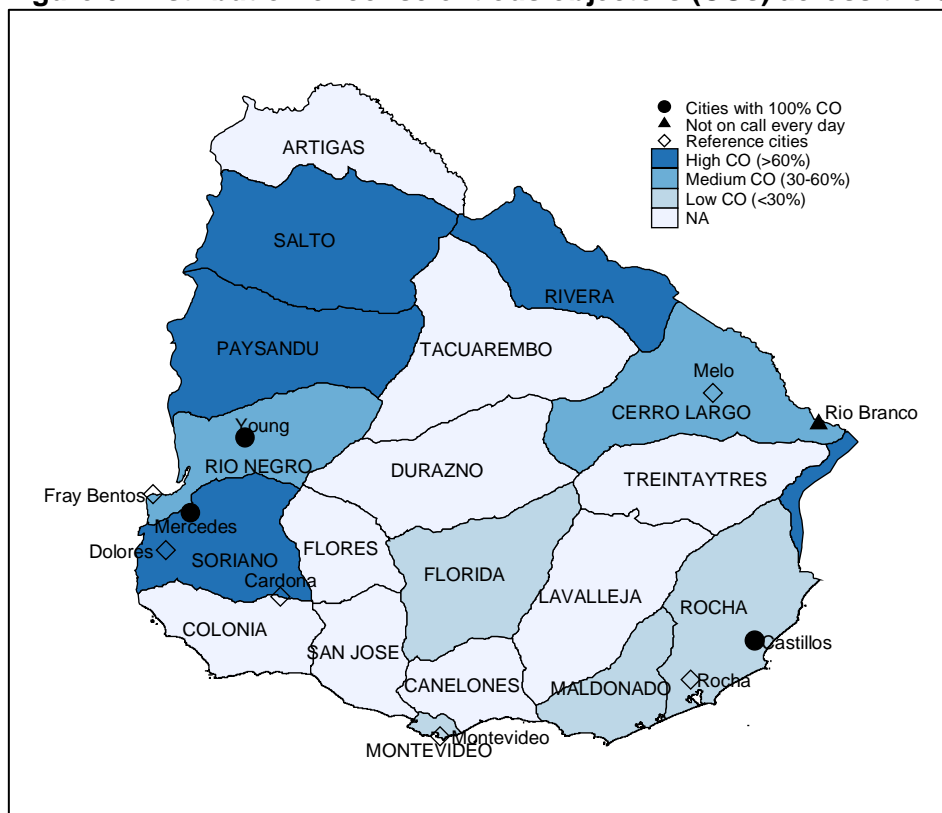 Cities with 100% CO
Not on call every day
Reference cities
High CO (>60%)
Medium CO (30-60%)
Low CO (<30%)
NA
ARTIGAS
SALTO
RIVERA
PAYSANDU
TACUAREMBO
Melo
CERRO LARGO
Rio Branco
Young
RIO NEGRO
DURAZNO
TREINTAYTRES
Fray Bentos
Mercedes
Dolores
SORIANO
FLORES
Cardona
FLORIDA
LAVALLEJA
ROCHA
COLONIA
SAN JOSE
Castillos
CANELONES
MALDONADO
Rocha
Montevideo
MONTEVIDEO